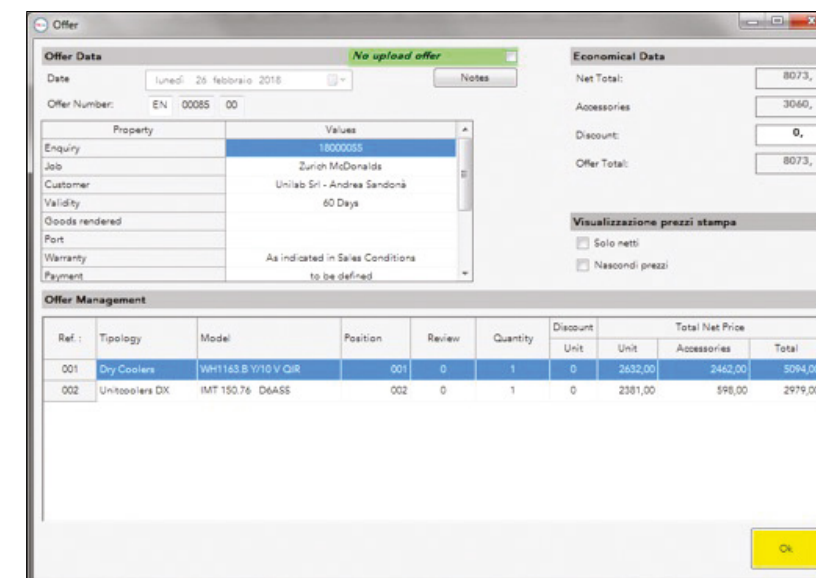 Offer
Offer Data
No upload offer
Economical Data
Date
lunedì 26 febbraio 2018
Notes
Net Total:
8073,
Offer Number:
EN 00085 00
Accessories
3060,
Property Values
Discount:
0,
Enquiry 18000055
Offer Total:
8073,
Job Zurich McDonalds
Customer Unilab Srl - Andrea Sandonà
Validity 60 Days
Goods rendered
Port
Warranty As indicated in Sales Conditions
Payment to be defined
Visualizzazione prezzi stampa
Solo netti
Nascondi prezzi
Offer Management
Ref. : Tipology Model Position Review Quantity Discount Total Net Price
Unit Unit Accessories Total
001 Dry Coolers WH1163.B Y/10 V QIR 001 0 1 0 2632,00 2462,00 5094,00
002 Unitcoolers DX IMT 150.76 D6ASS 002 0 1 0 2381,00 598,00 2979,00
Ok